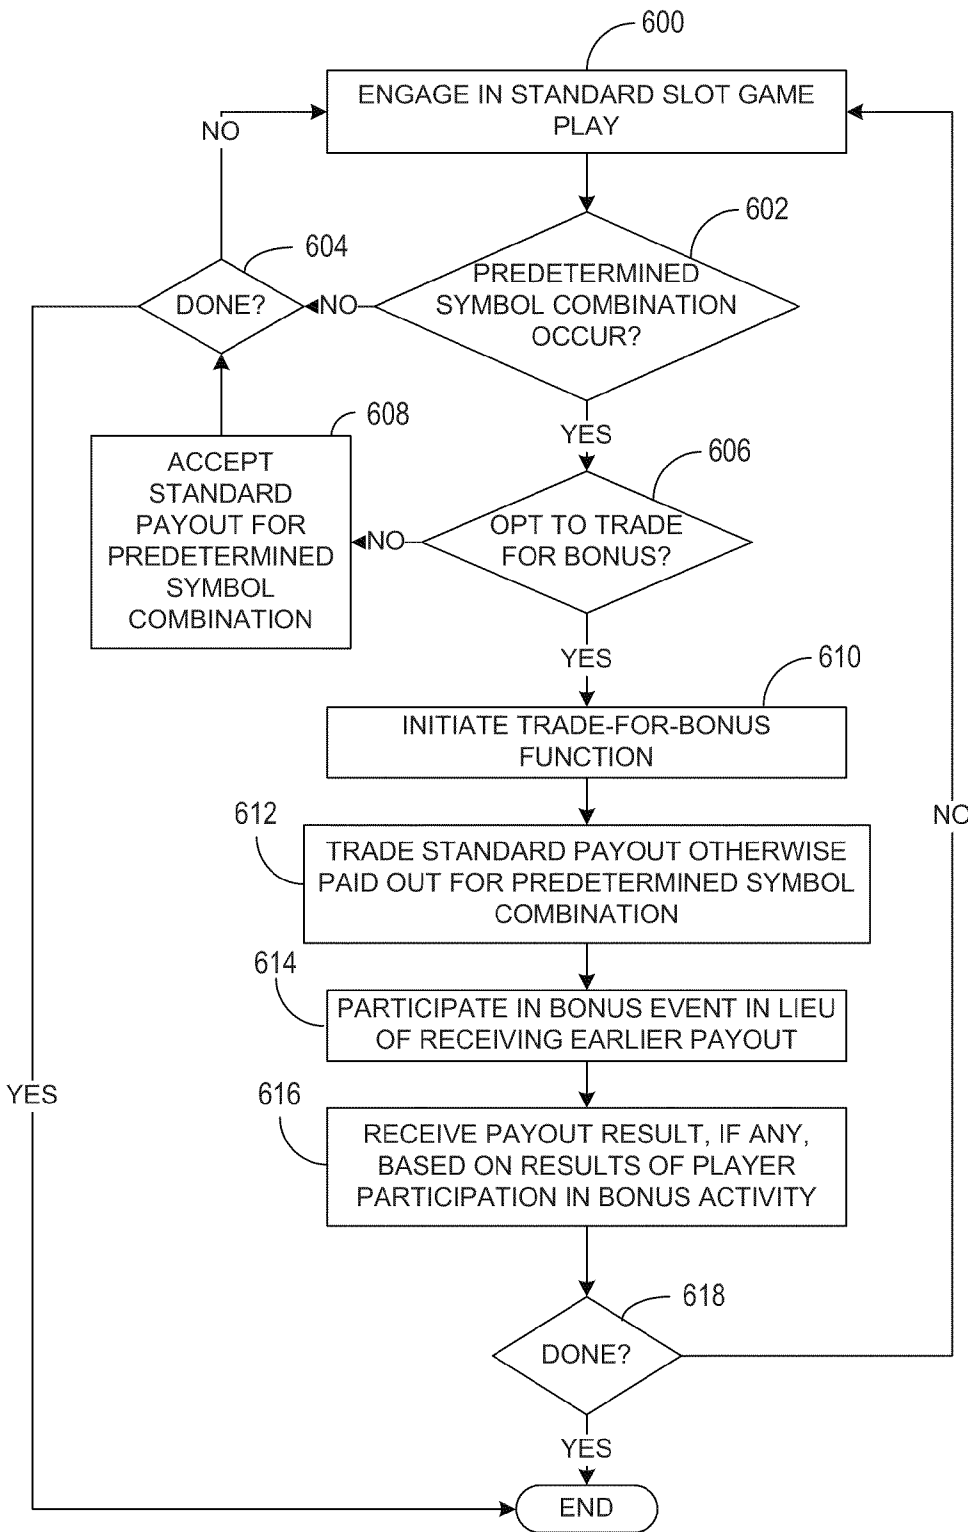 600
ENGAGE IN STANDARD SLOT GAME
PLAY
NO
602
604
PREDETERMINED
SYMBOL COMBINATION
OCCUR?
NO
DONE?
YES
608
606
ACCEPT
STANDARD
PAYOUT FOR
PREDETERMINED
SYMBOL
COMBINATION
NO
OPT TO TRADE
FOR BONUS?
YES
610
INITIATE TRADE-FOR-BONUS
FUNCTION
612
NO
TRADE STANDARD PAYOUT OTHERWISE
PAID OUT FOR PREDETERMINED SYMBOL
COMBINATION
614
PARTICIPATE IN BONUS EVENT IN LIEU
OF RECEIVING EARLIER PAYOUT
YES
616
RECEIVE PAYOUT RESULT, IF ANY,
BASED ON RESULTS OF PLAYER
PARTICIPATION IN BONUS ACTIVITY
618
DONE?
YES
END